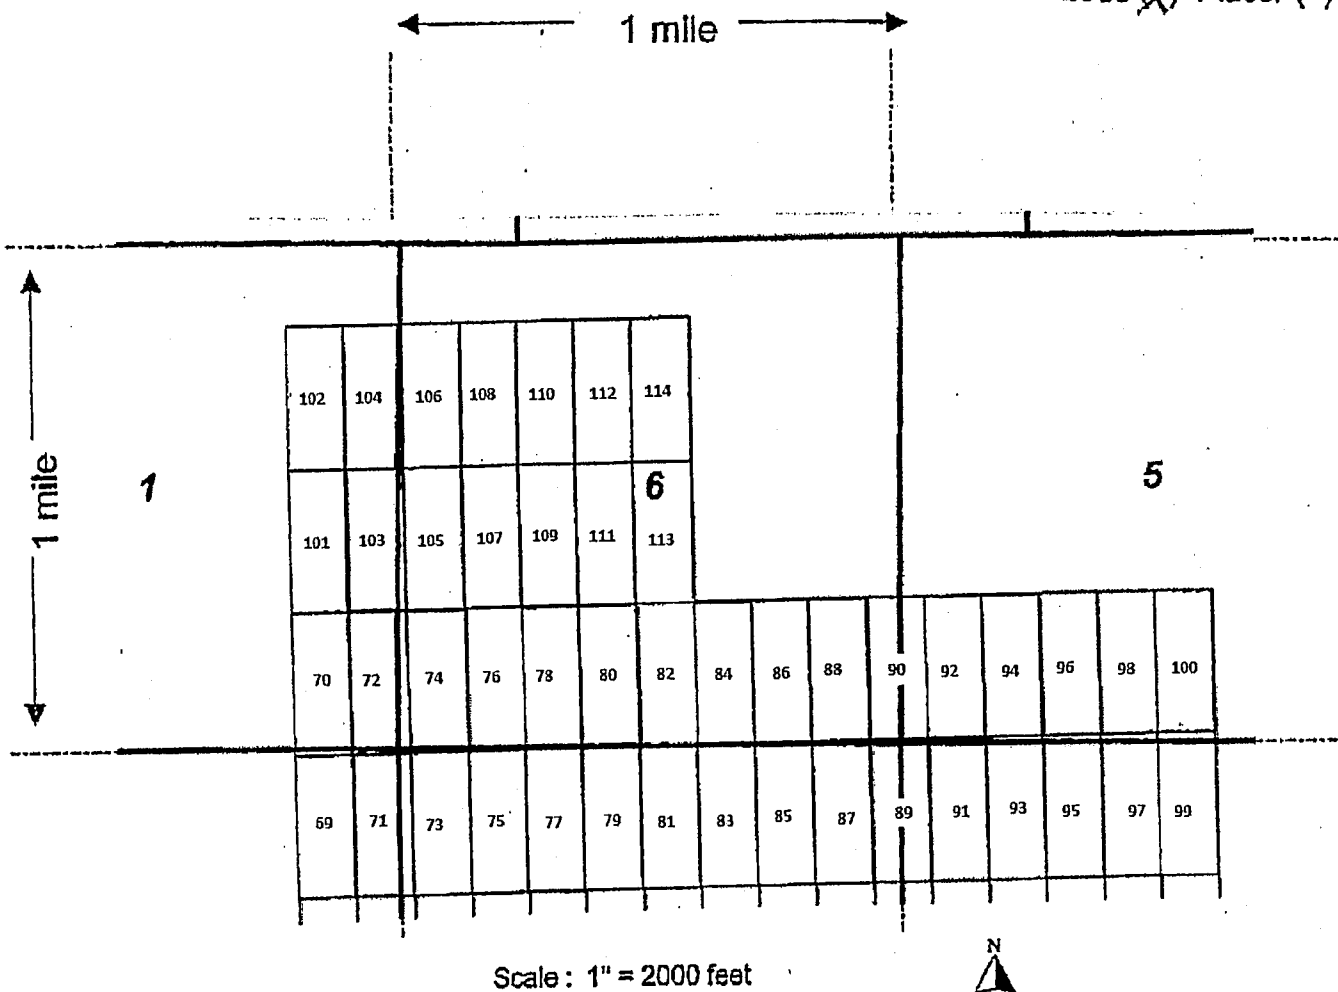 1 mile
102 104 106 108 110 112 114
1 mile
1
6
5
101 103 105 107 109 111 113
70 72 74 76 78 80 82 84 86 88 90 92 94 96 98 100
69 71 73 75 77 79 81 83 85 87 89 91 93 95 97 99
N
Scale : 1" = 2000 feet